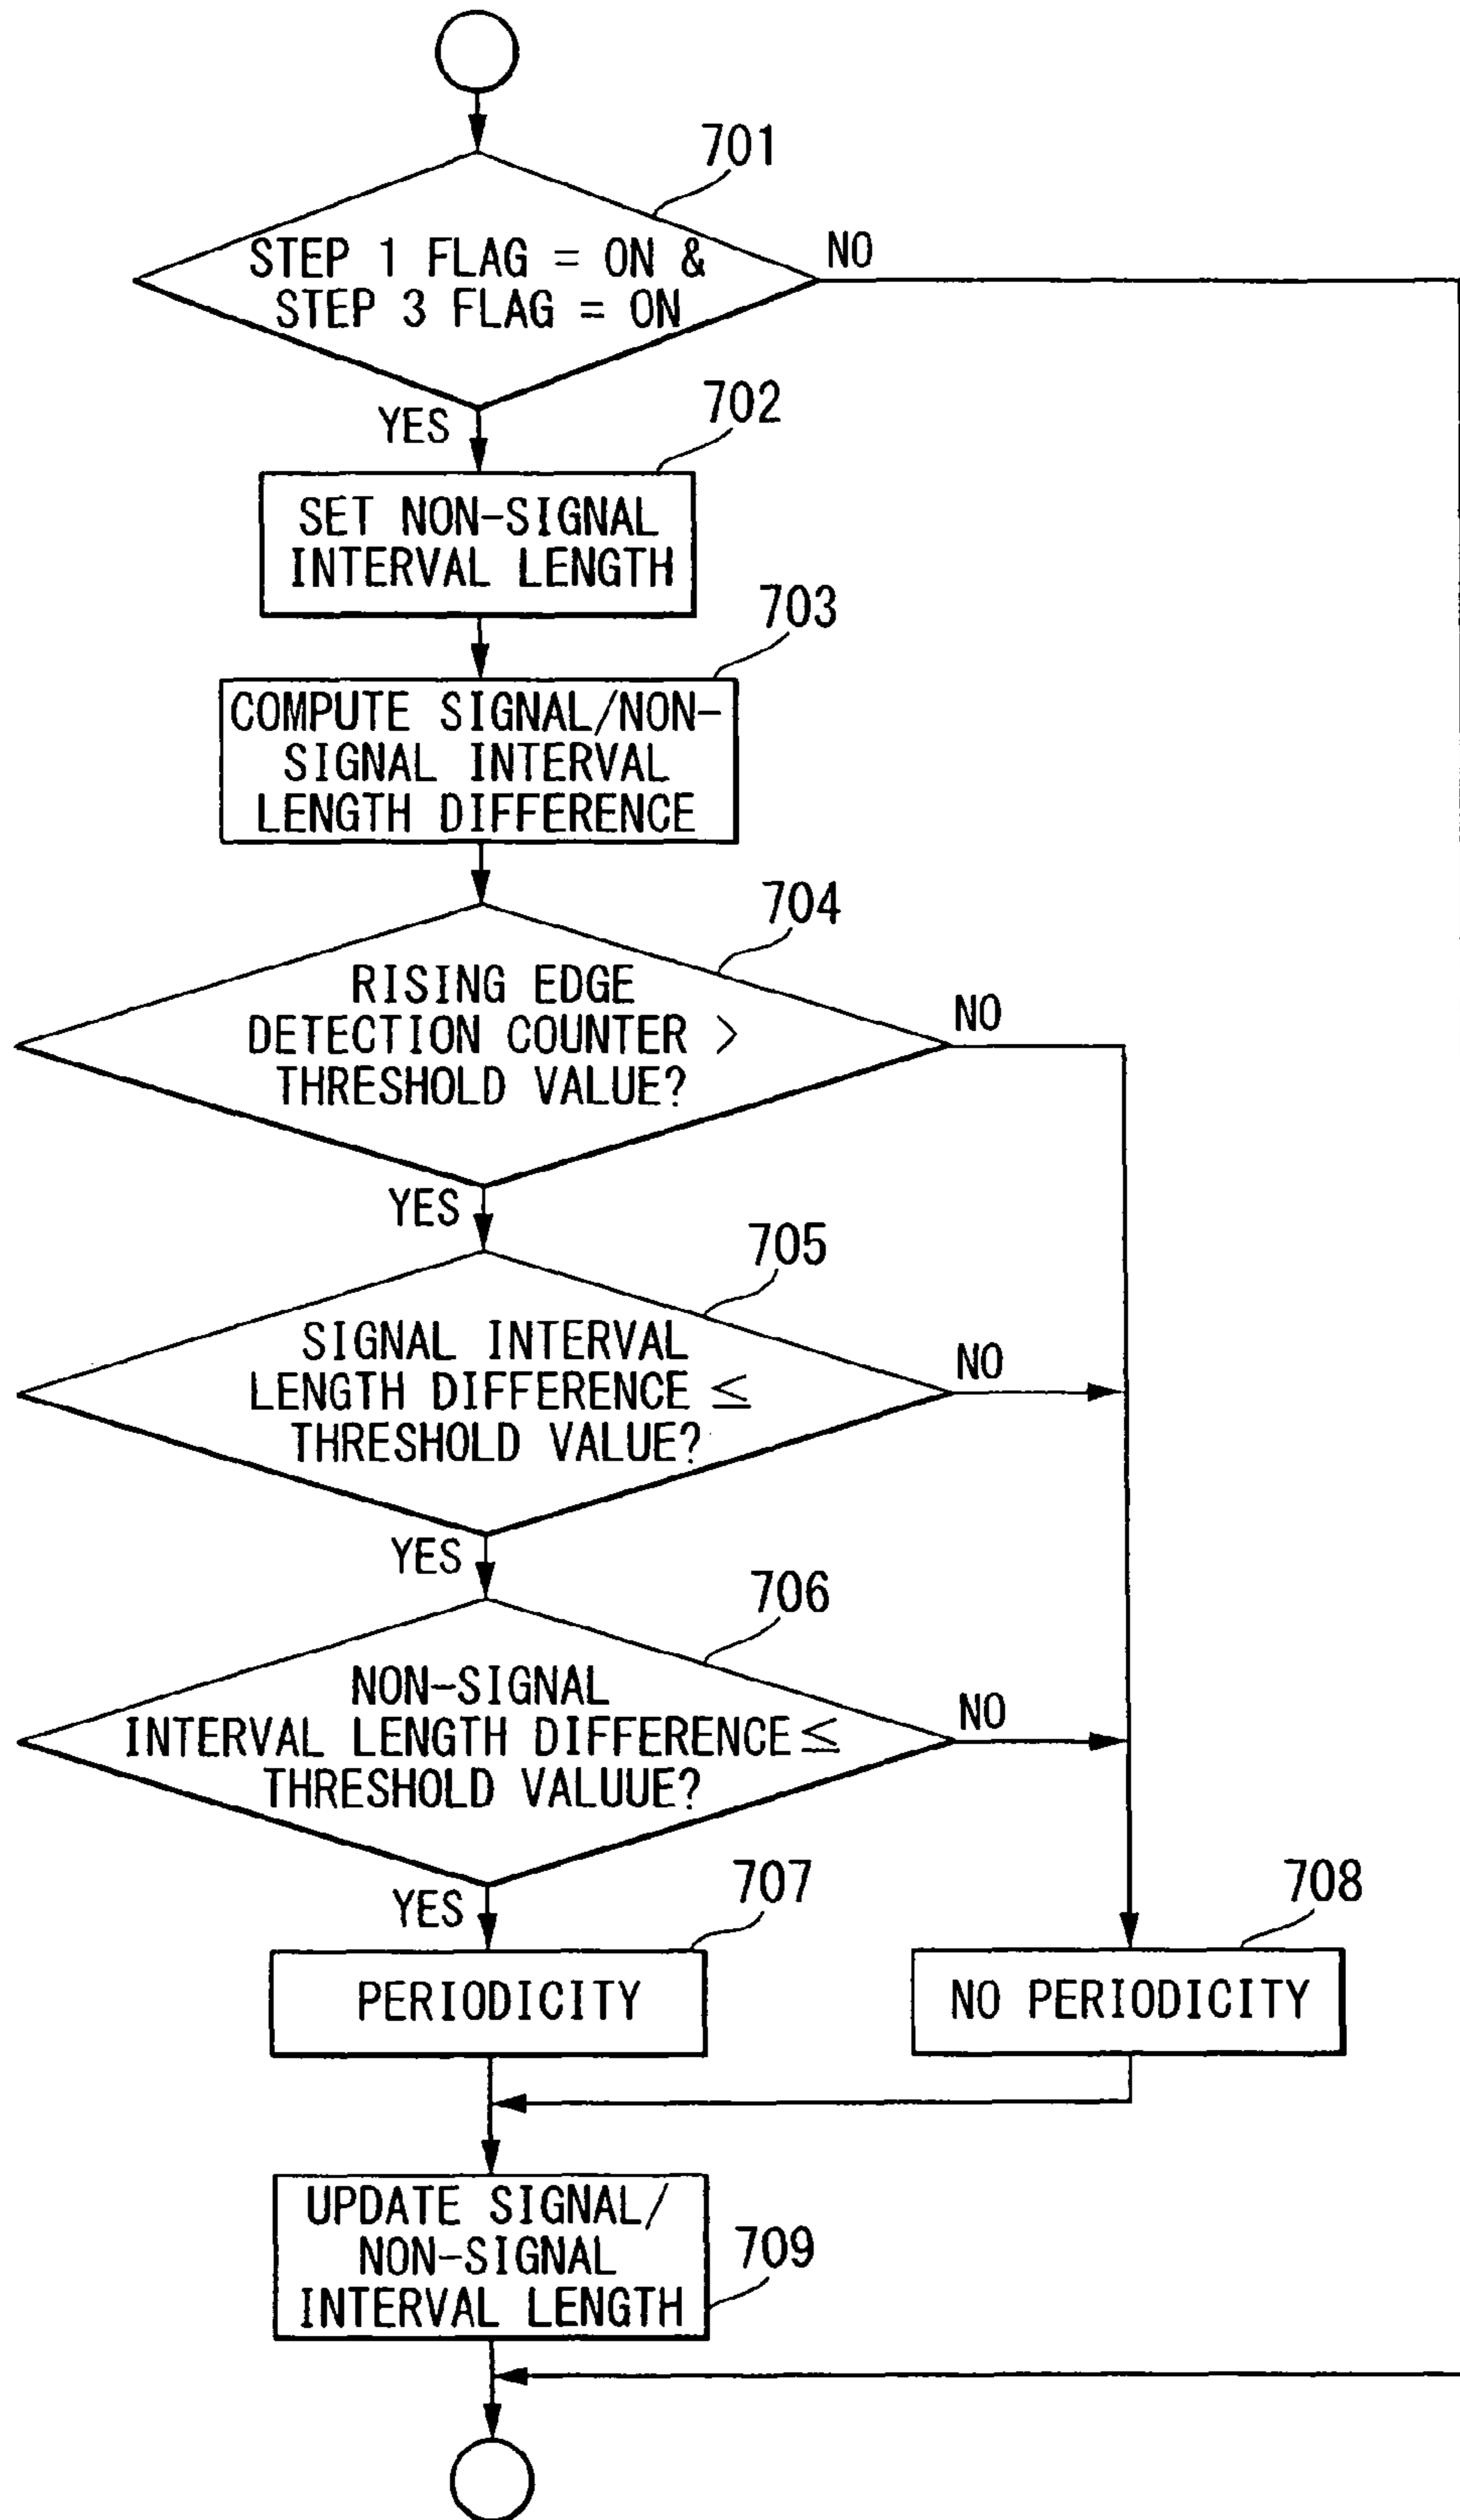 701
STEP 1 FLAG = ON &
STEP 3 FLAG = ON
NO
YES
702
SET NON-SIGNAL
INTERVAL LENGTH
703
COMPUTE SIGNAL/NON-
SIGNAL INTERVAL
LENGTH DIFFERENCE
704
RISING EDGE
DETECTION COUNTER >
THRESHOLD VALUE?
NO
YES
705
SIGNAL INTERVAL
LENGTH DIFFERENCE ≤
THRESHOLD VALUE?
NO
YES
706
NON-SIGNAL
INTERVAL LENGTH DIFFERENCE ≤
THRESHOLD VALUUE?
NO
YES
707
PERIODICITY
708
NO PERIODICITY
UPDATE SIGNAL/
NON-SIGNAL
INTERVAL LENGTH
709